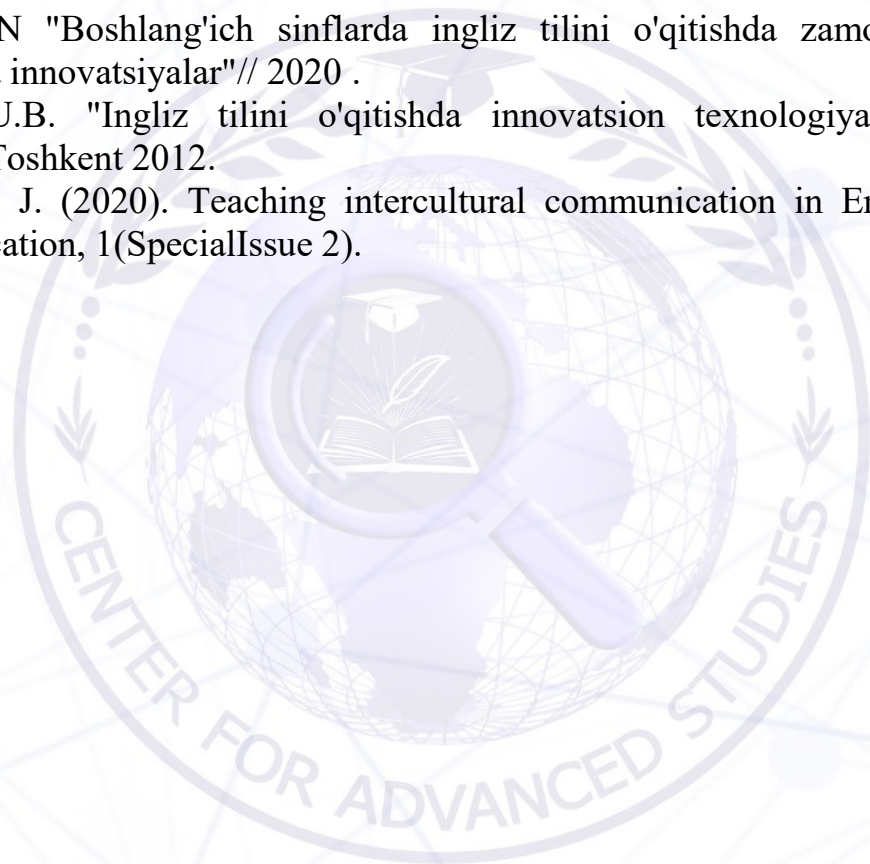 N "Boshlang'ich sinflarda ingliz tilini o'qitishda zamo
innovatsiyalar"// 2020 .
U.B. "Ingliz tilini o'qitishda innovatsion texnologiya
Toshkent 2012.
J. (2020). Teaching intercultural communication in En
cation, 1(SpecialIssue 2).
CENTER FOR ADVANCED STUDIES